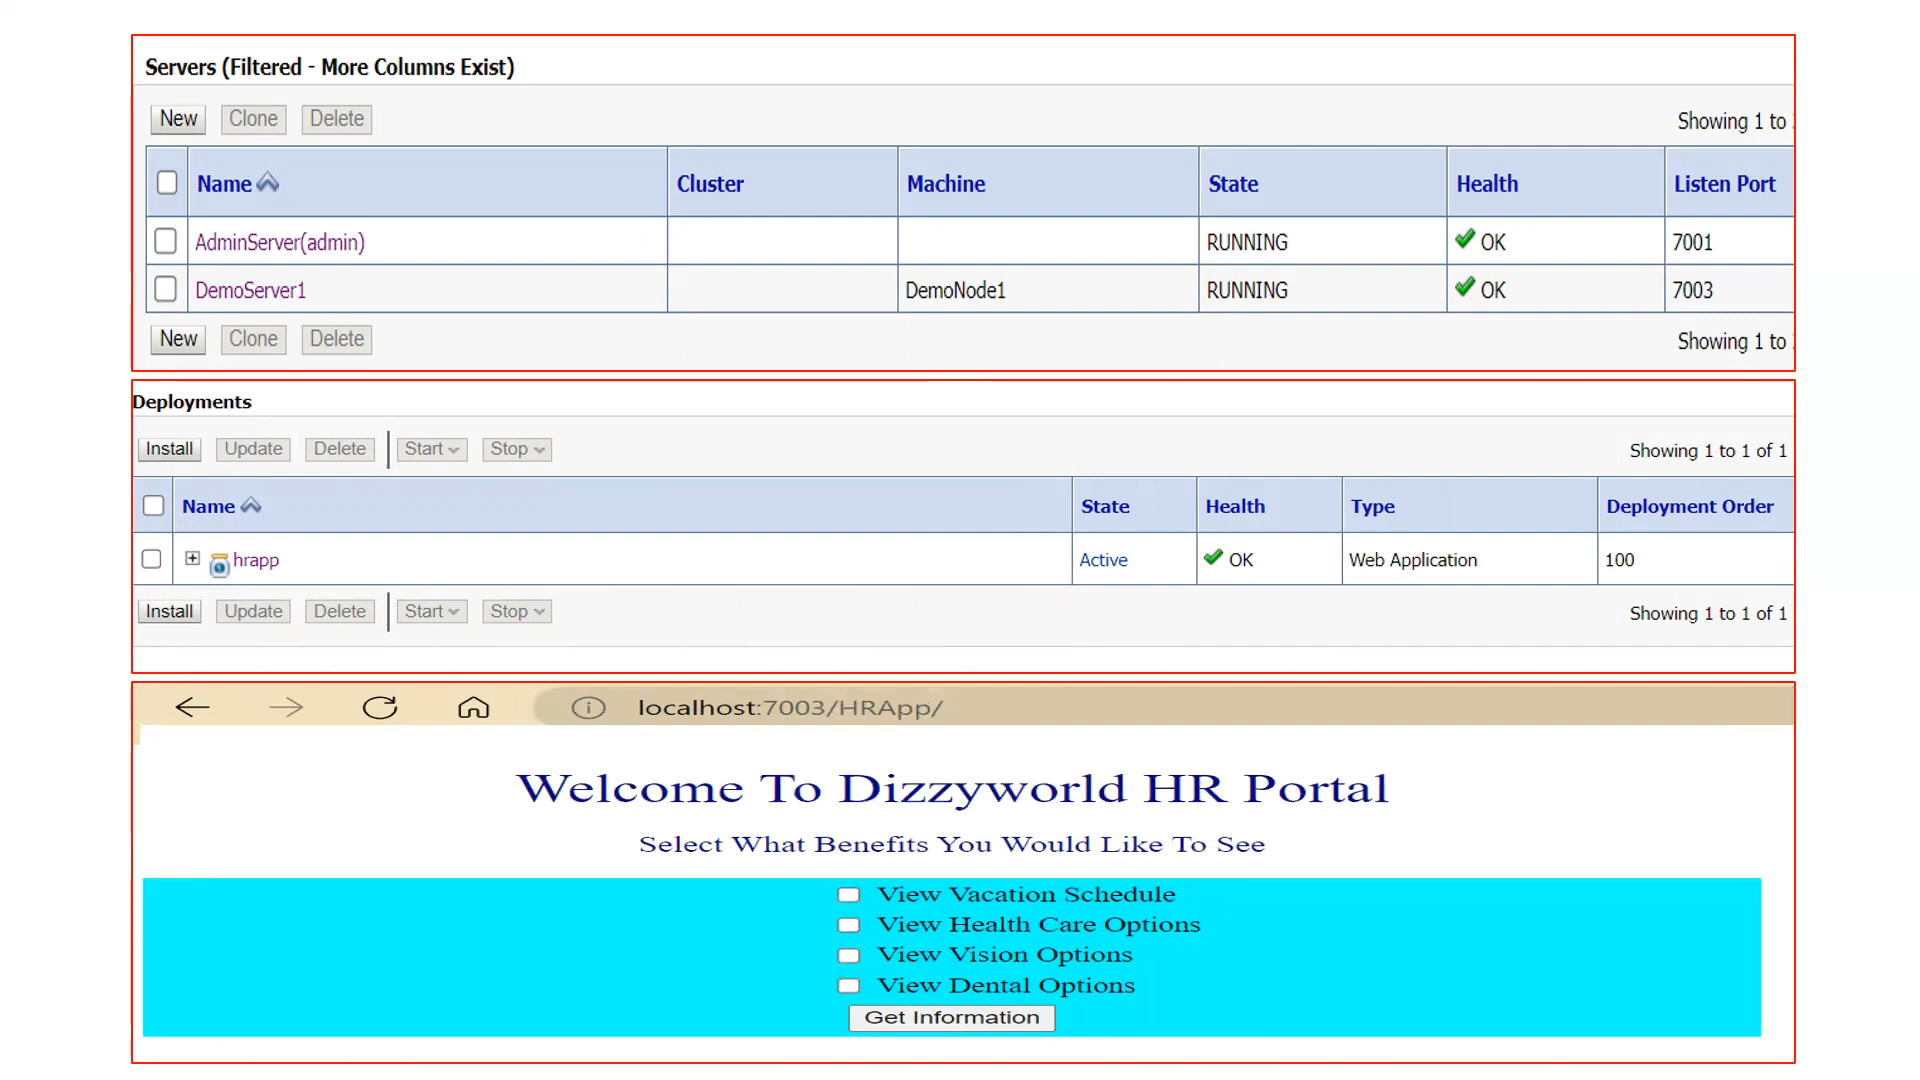 Servers (Filtered - More Columns Exist)
New Clone Delete Showing 1 to
Name Cluster Machine State Health Listen Port
AdminServer(admin) RUNNING OK 7001
DemoServer1 DemoNode1 RUNNING OK 7003
New Clone Delete Showing 1 to
Deployments
Install Update Delete Start Stop Showing 1 to 1 of 1
Name State Health Type Deployment Order
hrapp Active OK Web Application 100
Install Update Delete Start Stop Showing 1 to 1 of 1
localhost:7003/HRApp/
Welcome To Dizzyworld HR Portal
Select What Benefits You Would Like To See
View Vacation Schedule
View Health Care Options
View Vision Options
View Dental Options
Get Information